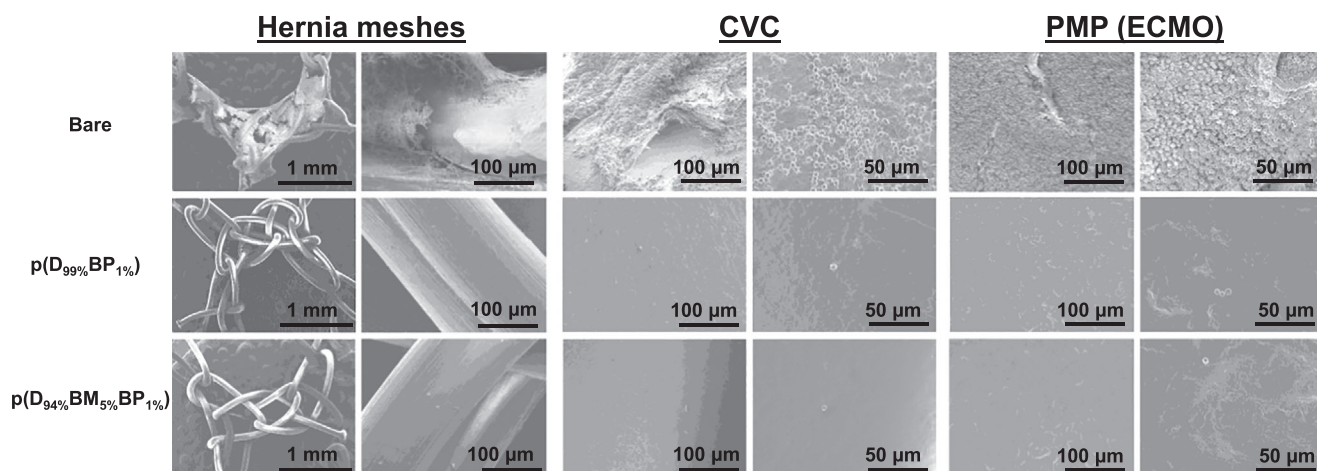 Hernia meshes CVC PMP (ECMO)
Bare
1 mm 100 µm 100 µm 50 µm 100 µm 50 µm
p(D99%BP1%)
1 mm 100 µm 100 µm 50 µm 100 µm 50 µm
p(D94%BM5%BP1%)
1 mm 100 µm 100 µm 50 µm 100 µm 50 µm